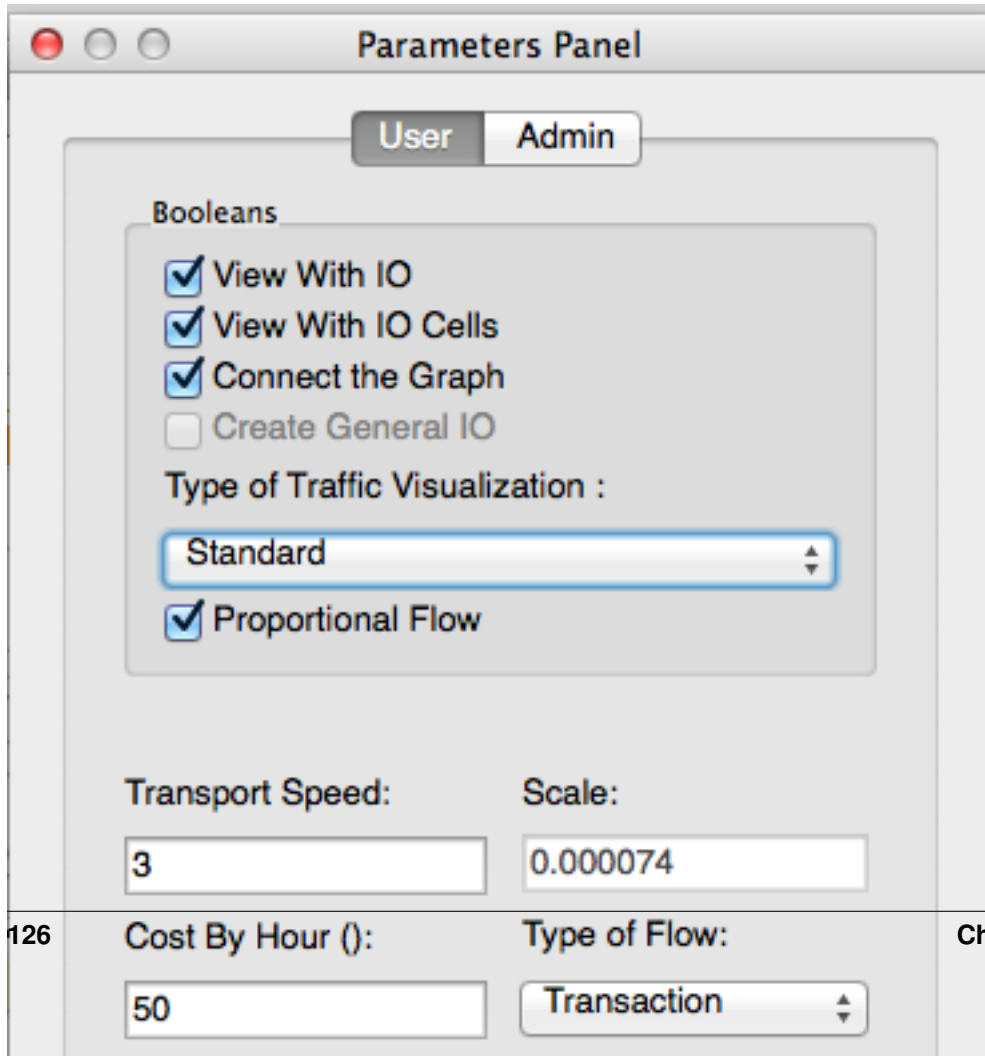 Parameters Panel
User Admin
Booleans
View With IO
View With IO Cells
Connect the Graph
Create General IO
Type of Traffic Visualization :
Standard
Proportional Flow
Transport Speed: Scale:
3 0.000074
126 Cost By Hour (): Type of Flow: Ch
50 Transaction